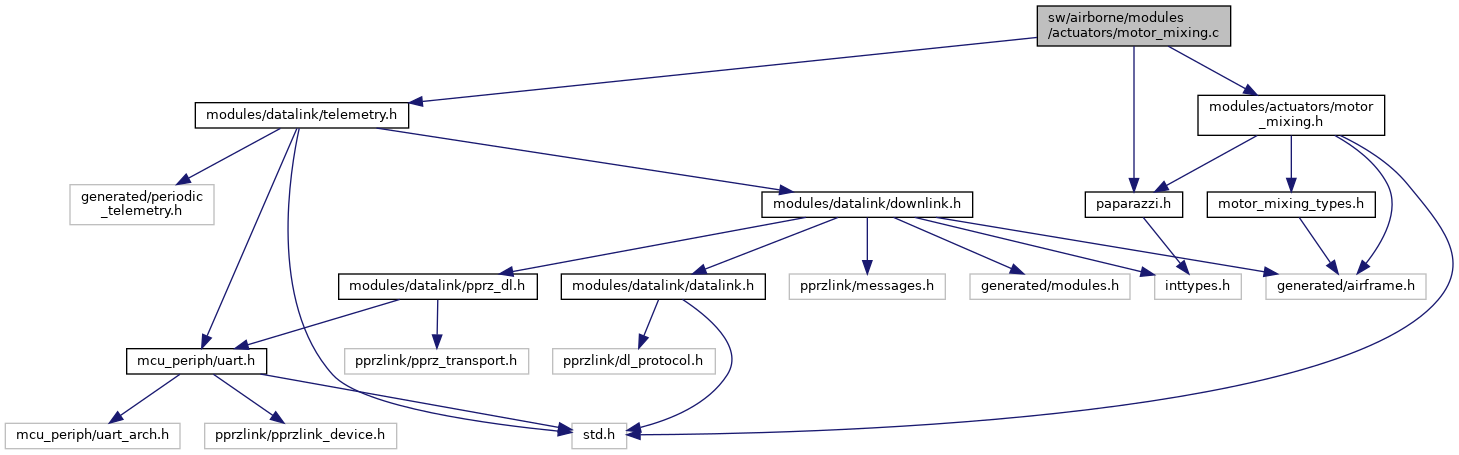 sw/airborne/modules
/actuators/motor_mixing.c
modules/datalink/telemetry.h
modules/actuators/motor
_mixing.h
generated/periodic
_telemetry.h
modules/datalink/downlink.h
paparazzi.h
motor_mixing_types.h
modules/datalink/pprz_dl.h
modules/datalink/datalink.h
pprzlink/messages.h
generated/modules.h
inttypes.h
generated/airframe.h
mcu_periph/uart.h
pprzlink/pprz_transport.h
pprzlink/dl_protocol.h
mcu_periph/uart_arch.h
pprzlink/pprzlink_device.h
std.h